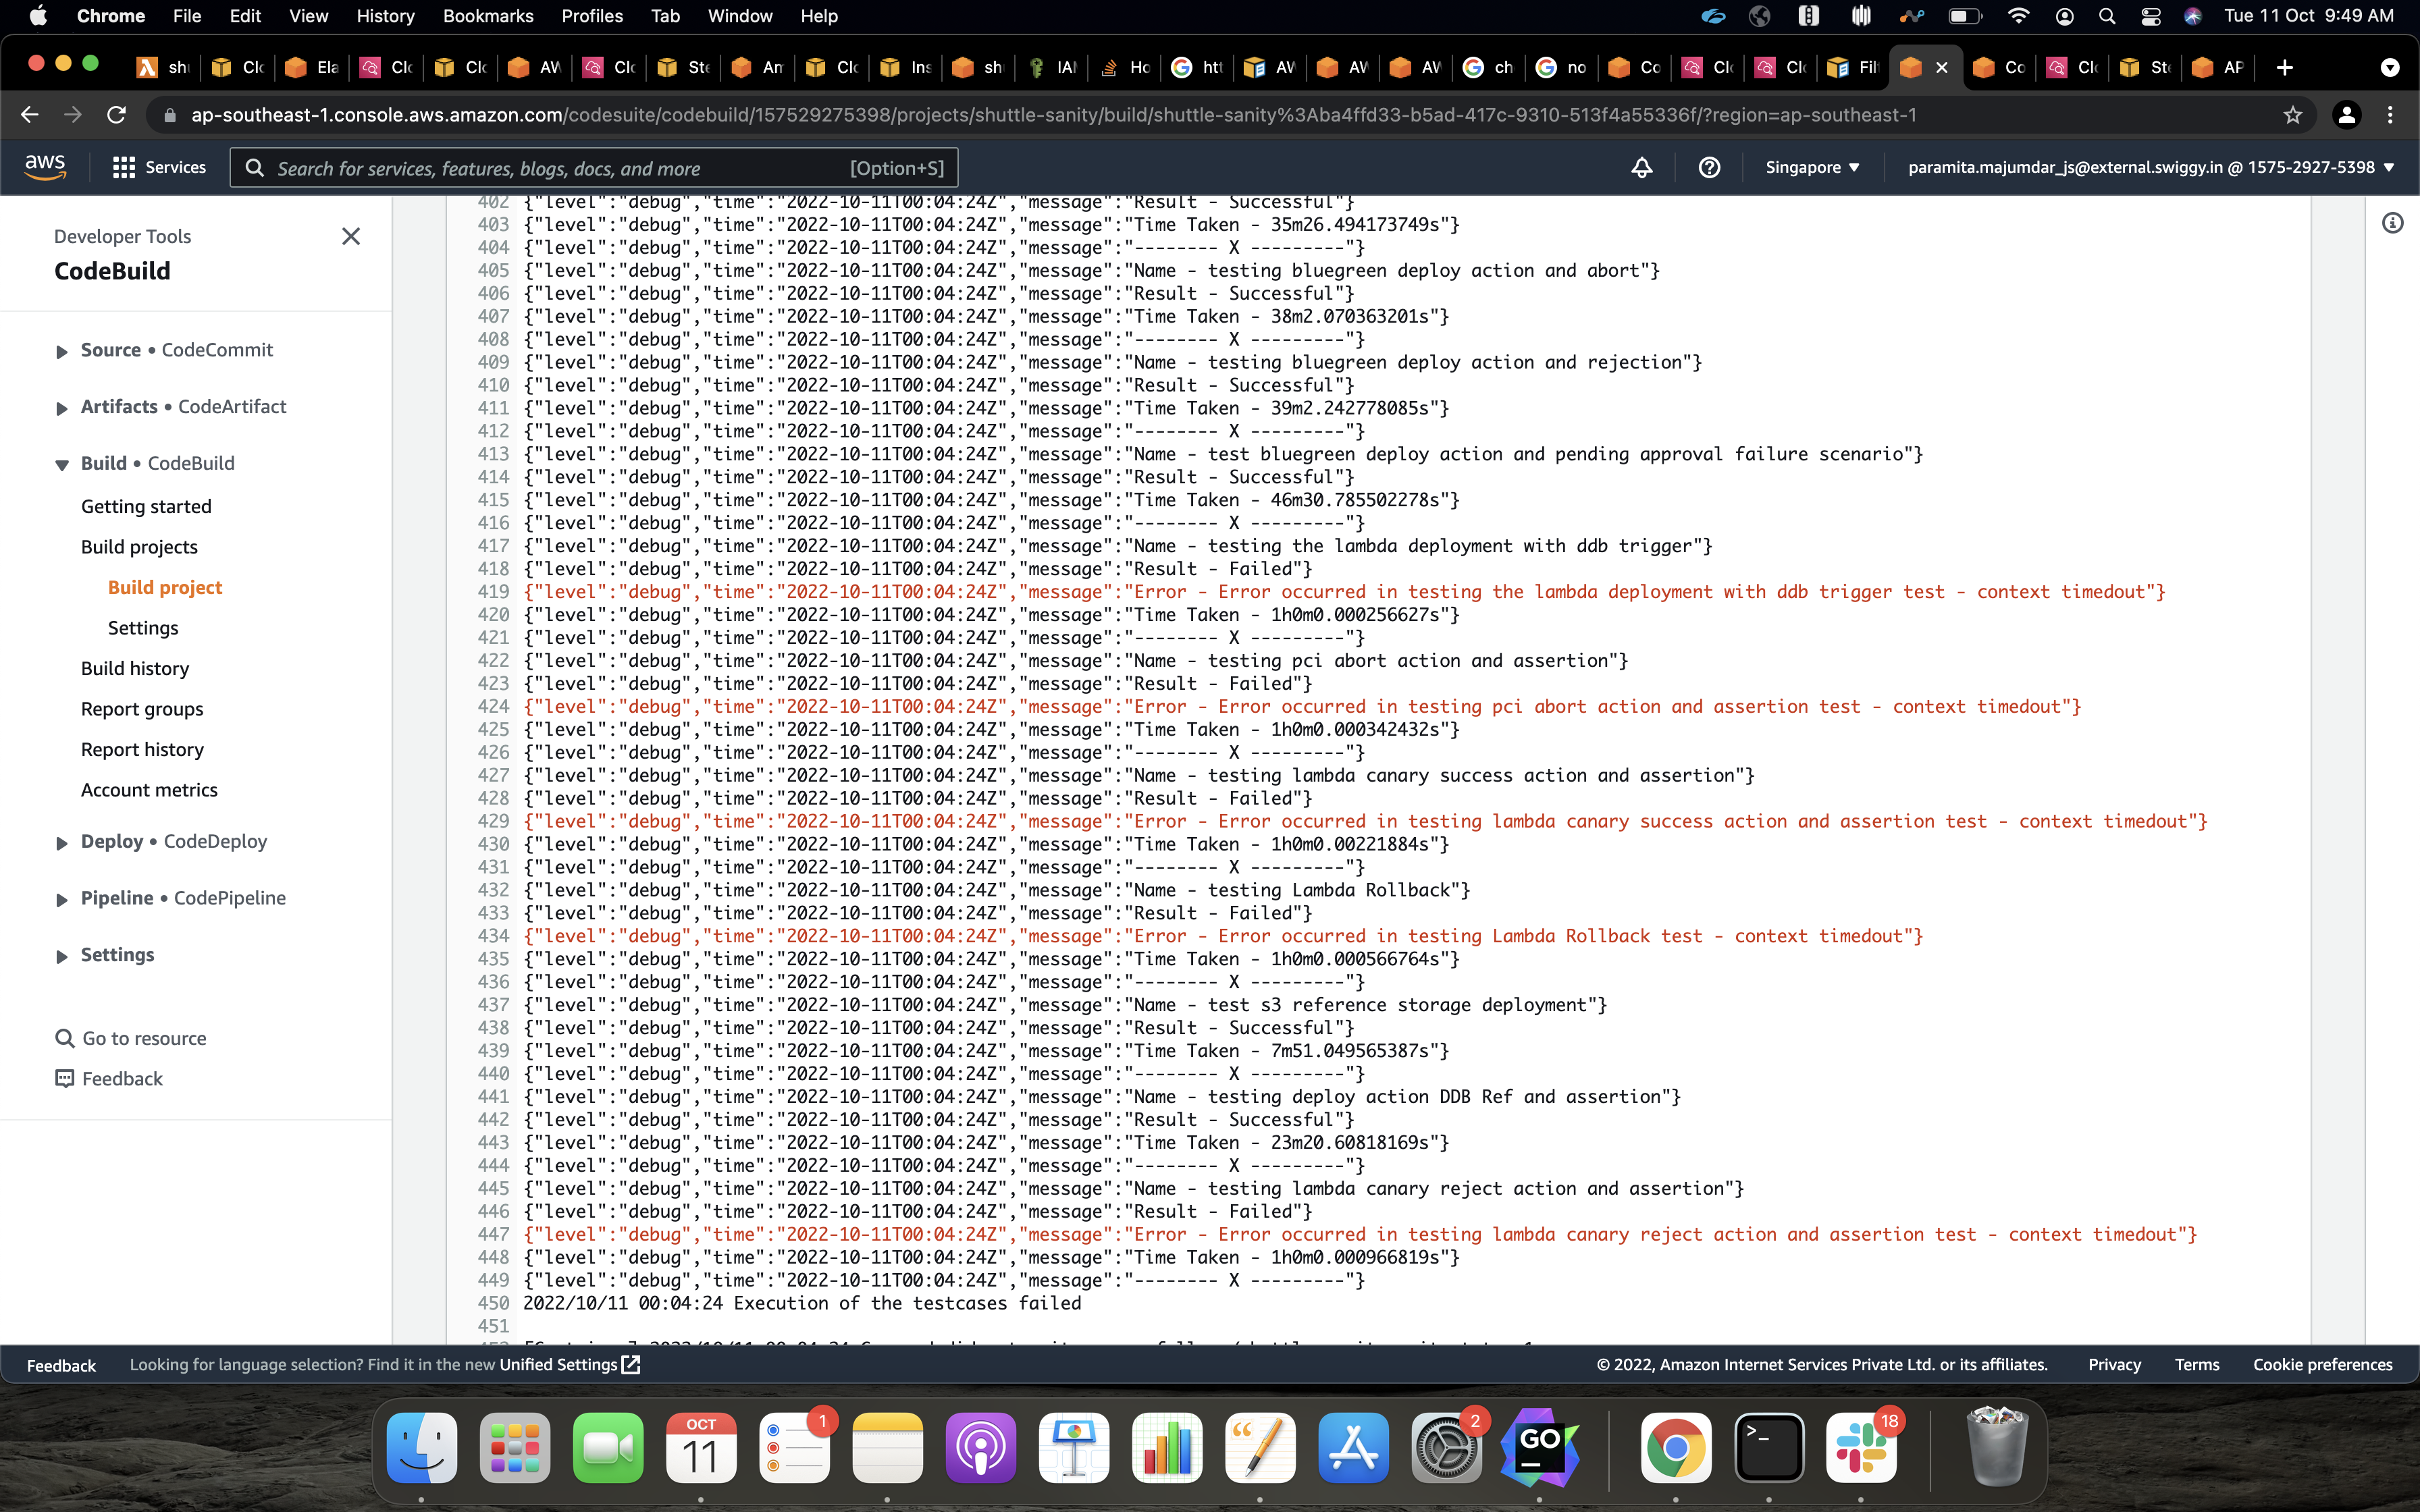 Chrome File Edit View History Bookmarks Profiles Tab Window Help Tue 11 Oct 9:49 AM
shu Clo Ela Clo Clo AW Clo Ste Am Clo Ins sh IAM Ho htt AW AW AW ch no Co Clo Clo Filt Co Clo Ste AP
ap-southeast-1.console.aws.amazon.com/codesuite/codebuild/157529275398/projects/shuttle-sanity/build/shuttle-sanity%3Aba4ffd33-b5ad-417c-9310-513f4a55336f/?region=ap-southeast-1
aws Services Search for services, features, blogs, docs, and more [Option+S] Singapore paramita.majumdar_js@external.swiggy.in @ 1575-2927-5398
Developer Tools
CodeBuild
Source • CodeCommit
Artifacts • CodeArtifact
Build • CodeBuild
Getting started
Build projects
Build project
Settings
Build history
Report groups
Report history
Account metrics
Deploy • CodeDeploy
Pipeline • CodePipeline
Settings
Go to resource
Feedback
402 {"level":"debug","time":"2022-10-11T00:04:24Z","message":"Result - Successful"}
403 {"level":"debug","time":"2022-10-11T00:04:24Z","message":"Time Taken - 35m26.494173749s"}
404 {"level":"debug","time":"2022-10-11T00:04:24Z","message":"-------- X ---------"}
405 {"level":"debug","time":"2022-10-11T00:04:24Z","message":"Name - testing bluegreen deploy action and abort"}
406 {"level":"debug","time":"2022-10-11T00:04:24Z","message":"Result - Successful"}
407 {"level":"debug","time":"2022-10-11T00:04:24Z","message":"Time Taken - 38m2.070363201s"}
408 {"level":"debug","time":"2022-10-11T00:04:24Z","message":"-------- X ---------"}
409 {"level":"debug","time":"2022-10-11T00:04:24Z","message":"Name - testing bluegreen deploy action and rejection"}
410 {"level":"debug","time":"2022-10-11T00:04:24Z","message":"Result - Successful"}
411 {"level":"debug","time":"2022-10-11T00:04:24Z","message":"Time Taken - 39m2.242778085s"}
412 {"level":"debug","time":"2022-10-11T00:04:24Z","message":"-------- X ---------"}
413 {"level":"debug","time":"2022-10-11T00:04:24Z","message":"Name - test bluegreen deploy action and pending approval failure scenario"}
414 {"level":"debug","time":"2022-10-11T00:04:24Z","message":"Result - Successful"}
415 {"level":"debug","time":"2022-10-11T00:04:24Z","message":"Time Taken - 46m30.785502278s"}
416 {"level":"debug","time":"2022-10-11T00:04:24Z","message":"-------- X ---------"}
417 {"level":"debug","time":"2022-10-11T00:04:24Z","message":"Name - testing the lambda deployment with ddb trigger"}
418 {"level":"debug","time":"2022-10-11T00:04:24Z","message":"Result - Failed"}
419 {"level":"debug","time":"2022-10-11T00:04:24Z","message":"Error - Error occurred in testing the lambda deployment with ddb trigger test - context timedout"}
420 {"level":"debug","time":"2022-10-11T00:04:24Z","message":"Time Taken - 1h0m0.000256627s"}
421 {"level":"debug","time":"2022-10-11T00:04:24Z","message":"-------- X ---------"}
422 {"level":"debug","time":"2022-10-11T00:04:24Z","message":"Name - testing pci abort action and assertion"}
423 {"level":"debug","time":"2022-10-11T00:04:24Z","message":"Result - Failed"}
424 {"level":"debug","time":"2022-10-11T00:04:24Z","message":"Error - Error occurred in testing pci abort action and assertion test - context timedout"}
425 {"level":"debug","time":"2022-10-11T00:04:24Z","message":"Time Taken - 1h0m0.000342432s"}
426 {"level":"debug","time":"2022-10-11T00:04:24Z","message":"-------- X ---------"}
427 {"level":"debug","time":"2022-10-11T00:04:24Z","message":"Name - testing lambda canary success action and assertion"}
428 {"level":"debug","time":"2022-10-11T00:04:24Z","message":"Result - Failed"}
429 {"level":"debug","time":"2022-10-11T00:04:24Z","message":"Error - Error occurred in testing lambda canary success action and assertion test - context timedout"}
430 {"level":"debug","time":"2022-10-11T00:04:24Z","message":"Time Taken - 1h0m0.00221884s"}
431 {"level":"debug","time":"2022-10-11T00:04:24Z","message":"-------- X ---------"}
432 {"level":"debug","time":"2022-10-11T00:04:24Z","message":"Name - testing Lambda Rollback"}
433 {"level":"debug","time":"2022-10-11T00:04:24Z","message":"Result - Failed"}
434 {"level":"debug","time":"2022-10-11T00:04:24Z","message":"Error - Error occurred in testing Lambda Rollback test - context timedout"}
435 {"level":"debug","time":"2022-10-11T00:04:24Z","message":"Time Taken - 1h0m0.000566764s"}
436 {"level":"debug","time":"2022-10-11T00:04:24Z","message":"-------- X ---------"}
437 {"level":"debug","time":"2022-10-11T00:04:24Z","message":"Name - test s3 reference storage deployment"}
438 {"level":"debug","time":"2022-10-11T00:04:24Z","message":"Result - Successful"}
439 {"level":"debug","time":"2022-10-11T00:04:24Z","message":"Time Taken - 7m51.049565387s"}
440 {"level":"debug","time":"2022-10-11T00:04:24Z","message":"-------- X ---------"}
441 {"level":"debug","time":"2022-10-11T00:04:24Z","message":"Name - testing deploy action DDB Ref and assertion"}
442 {"level":"debug","time":"2022-10-11T00:04:24Z","message":"Result - Successful"}
443 {"level":"debug","time":"2022-10-11T00:04:24Z","message":"Time Taken - 23m20.60818169s"}
444 {"level":"debug","time":"2022-10-11T00:04:24Z","message":"-------- X ---------"}
445 {"level":"debug","time":"2022-10-11T00:04:24Z","message":"Name - testing lambda canary reject action and assertion"}
446 {"level":"debug","time":"2022-10-11T00:04:24Z","message":"Result - Failed"}
447 {"level":"debug","time":"2022-10-11T00:04:24Z","message":"Error - Error occurred in testing lambda canary reject action and assertion test - context timedout"}
448 {"level":"debug","time":"2022-10-11T00:04:24Z","message":"Time Taken - 1h0m0.000966819s"}
449 {"level":"debug","time":"2022-10-11T00:04:24Z","message":"-------- X ---------"}
450 2022/10/11 00:04:24 Execution of the testcases failed
451
Feedback Looking for language selection? Find it in the new Unified Settings © 2022, Amazon Internet Services Private Ltd. or its affiliates. Privacy Terms Cookie preferences
OCT
11
1
2
GO
18